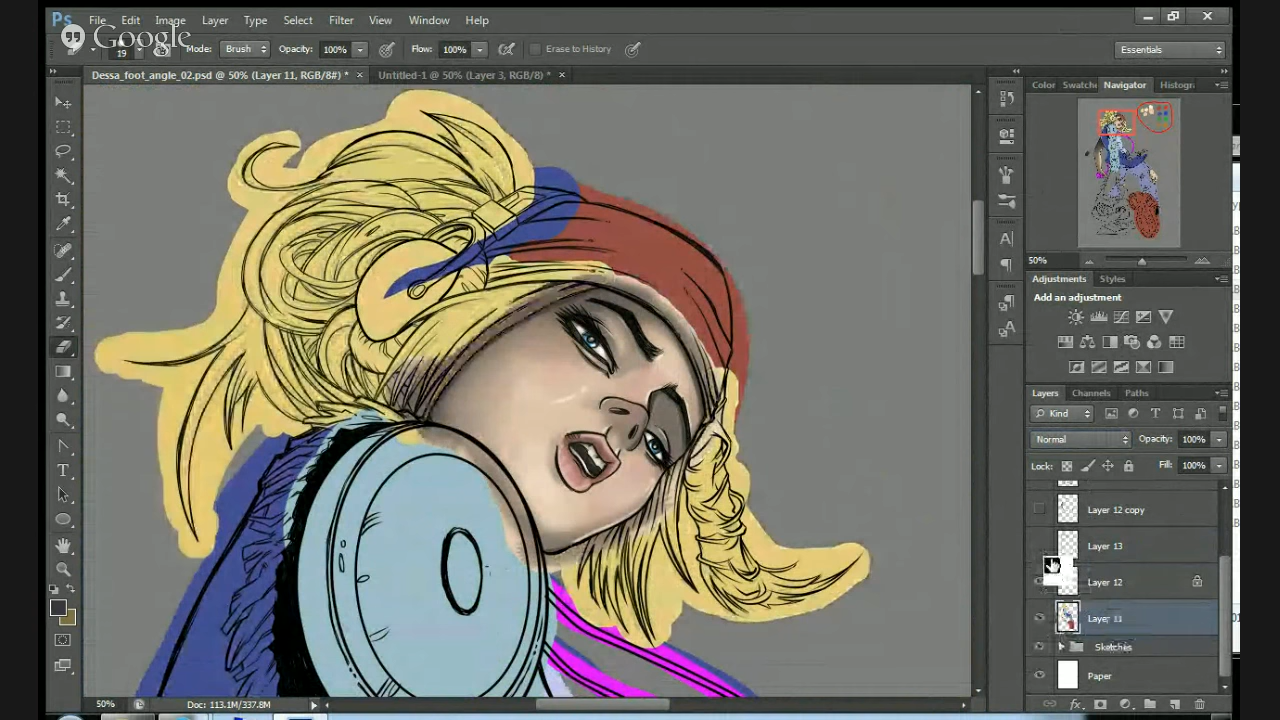 Ps File Edit Image Layer Type Select Filter View Window Help
Google
19 Mode: Brush Opacity: 100% Flow: 100% Erase to History Essentials
Dessa_foot_angle_02.psd @ 50% (Layer 11, RGB/8#) * × Untitled-1 @ 50% (Layer 3, RGB/8) * ×
Color Swatche Navigator Histogr
50%
Adjustments Styles
Add an adjustment
Layers Channels Paths
Kind
Normal Opacity: 100%
Lock: Fill: 100%
Layer 12 copy
Layer 13
Layer 12
Layer 11
Sketches
Paper
50% Doc: 113.1M/337.8M